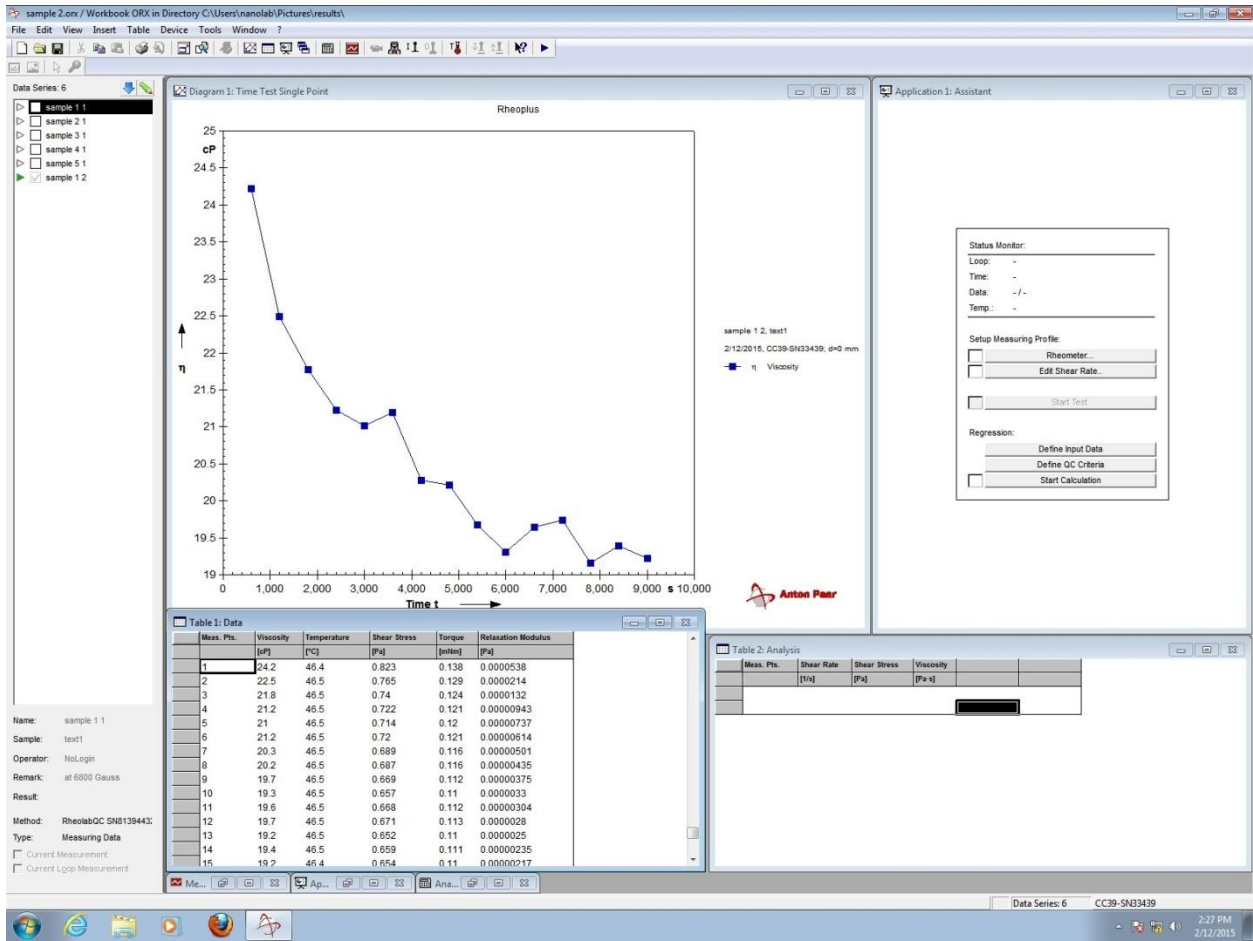 sample 2.orx / Workbook ORX in Directory C:\Users\nanolab\Pictures\results\
File Edit View Insert Table Device Tools Window ?
Data Series: 6
sample 1 1
sample 2 1
sample 3 1
sample 4 1
sample 5 1
sample 1 2
Name: sample 1 1
Sample: text1
Operator: NoLogin
Remark: at 6800 Gauss
Result:
Method: RheolabQC SN8139443
Type: Measuring Data
Current Measurement
Current Loop Measurement
Diagram 1: Time Test Single Point
Rheoplus
25
cP
24.5
24
23.5
23
22.5
22
η
21.5
21
20.5
20
19.5
19
0 1,000 2,000 3,000 4,000 5,000 6,000 7,000 8,000 9,000 s 10,000
Time t
sample 1 2, text1
2/12/2015, CC39-SN33439; d=0 mm
η Viscosity
Anton Paar
Application 1: Assistant
Status Monitor:
Loop: -
Time: -
Data: - / -
Temp.: -
Setup Measuring Profile:
Rheometer...
Edit Shear Rate..
Start Test
Regression:
Define Input Data
Define QC Criteria
Start Calculation
Table 1: Data
Meas. Pts. Viscosity Temperature Shear Stress Torque Relaxation Modulus
[cP] [°C] [Pa] [mNm] [Pa]
1 24.2 46.4 0.823 0.138 0.0000538
2 22.5 46.5 0.765 0.129 0.0000214
3 21.8 46.5 0.74 0.124 0.0000132
4 21.2 46.5 0.722 0.121 0.00000943
5 21 46.5 0.714 0.12 0.00000737
6 21.2 46.5 0.72 0.121 0.00000614
7 20.3 46.5 0.689 0.116 0.00000501
8 20.2 46.5 0.687 0.116 0.00000435
9 19.7 46.5 0.669 0.112 0.00000375
10 19.3 46.5 0.657 0.11 0.0000033
11 19.6 46.5 0.668 0.112 0.00000304
12 19.7 46.5 0.671 0.113 0.0000028
13 19.2 46.5 0.652 0.11 0.0000025
14 19.4 46.5 0.659 0.111 0.00000235
15 19.2 46.4 0.654 0.11 0.00000217
Table 2: Analysis
Meas. Pts. Shear Rate Shear Stress Viscosity
[1/s] [Pa] [Pa·s]
Me... Ap... Ana...
Data Series: 6 CC39-SN33439
2:27 PM
2/12/2015